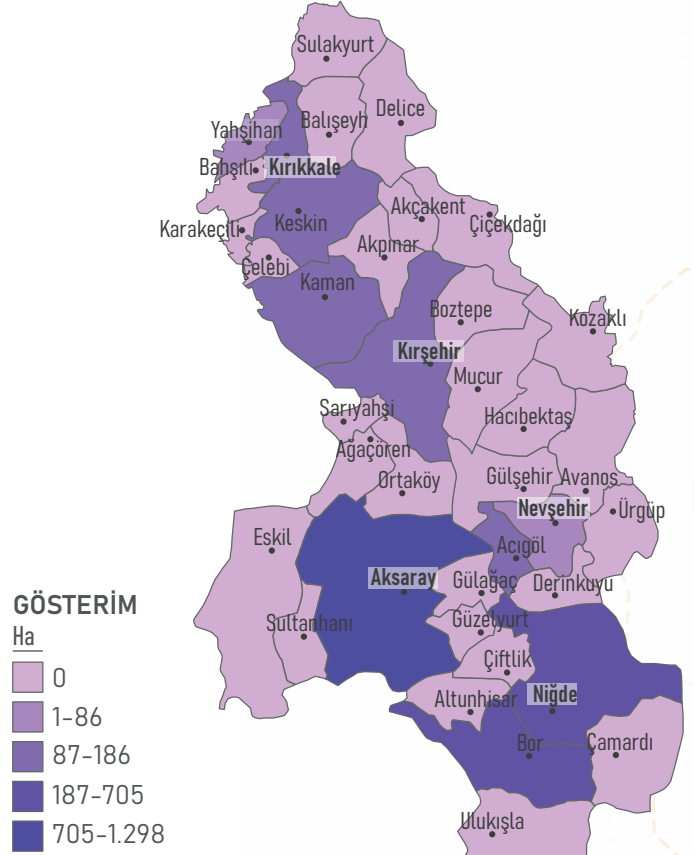 Sulakyurt
Delice
Balışeyh
Yahşihan
Bahşılı
Kırıkkale
Akçakent
Keskin
Çiçekdağı
Karakeçili
Akpınar
Çelebi
Kaman
Boztepe
Kozaklı
Kırşehir
Mucur
Sarıyahşi
Hacıbektaş
Ağaçören
Ortaköy
Gülşehir
Avanos
Nevşehir
Ürgüp
Eskil
Acıgöl
Aksaray
Gülağaç
Derinkuyu
Sultanhanı
Güzelyurt
Çiftlik
Altunhisar
Niğde
Bor
Çamardı
Ulukışla
GÖSTERİM
Ha
0
1-86
87-186
187-705
705-1.298